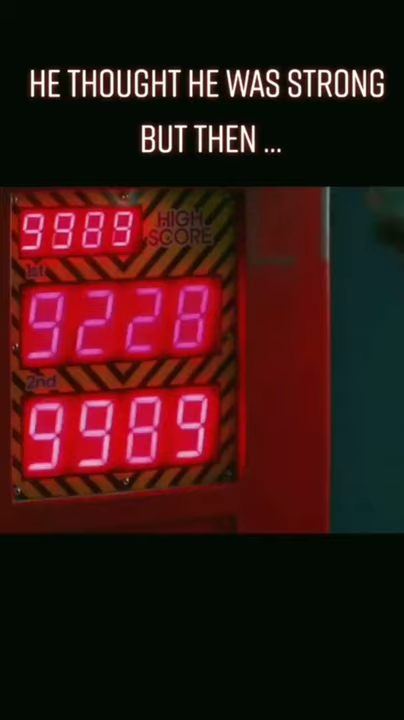 HE THOUGHT HE WAS STRONG
BUT THEN ...
9989
HIGH
SCORE
1st
9228
2nd
9989